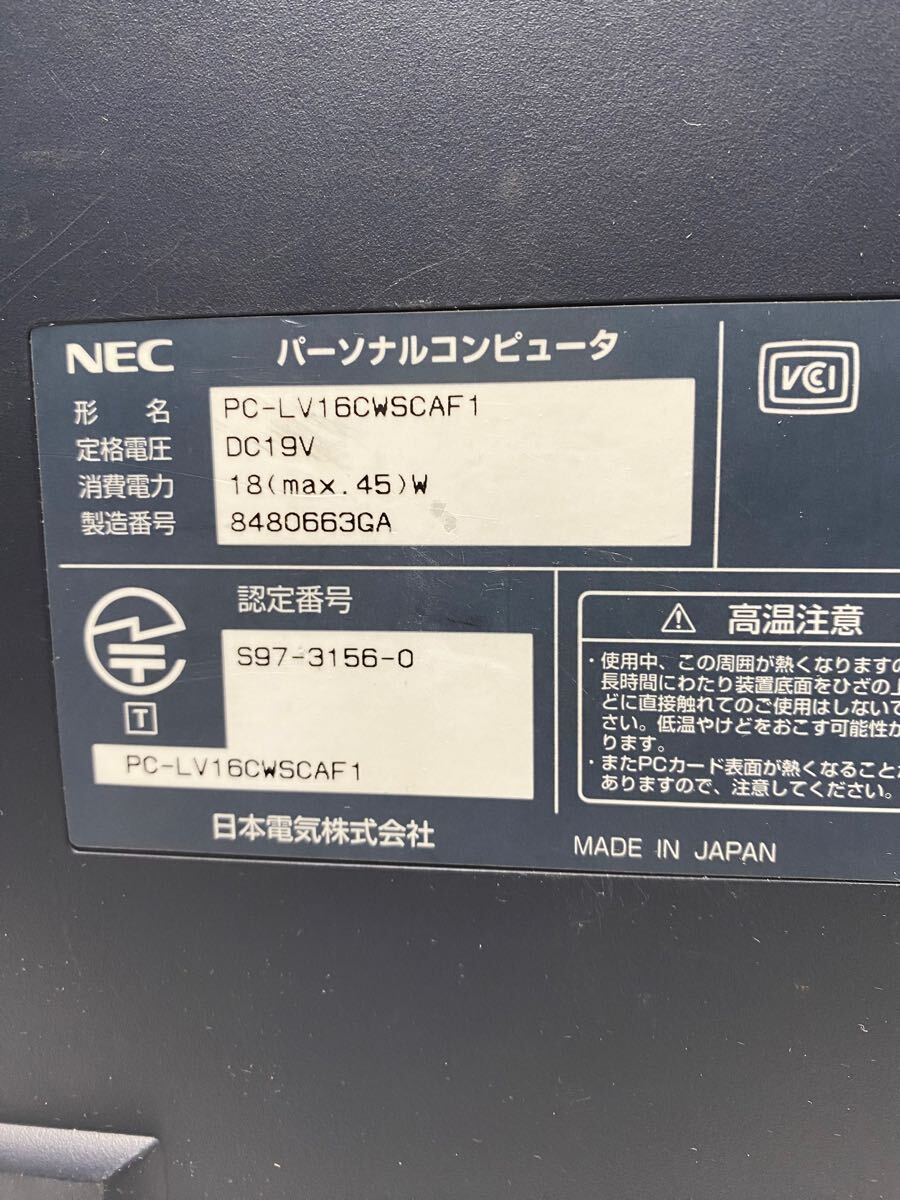 NEC パーソナルコンピュータ
形 名 PC-LV16CWSCAF1
定格電圧 DC19V
消費電力 18(max.45)W
製造番号 8480663GA
VCCI
認定番号
S97-3156-0
T
PC-LV16CWSCAF1
⚠ 高温注意
・使用中、この周囲が熱くなりますの
長時間にわたり装置底面をひざの上
どに直接触れてのご使用はしないで
さい。低温やけどをおこす可能性が
ります。
・またPCカード表面が熱くなることが
ありますので、注意してください。
日本電気株式会社
MADE IN JAPAN